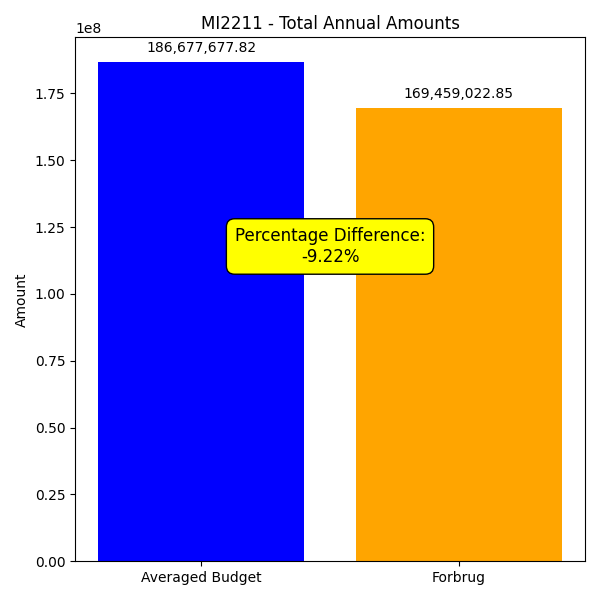 MI2211 - Total Annual Amounts
1e8
186,677,677.82
169,459,022.85
1.75
1.50
1.25
1.00
0.75
0.50
0.25
0.00
Amount
Percentage Difference:
-9.22%
Averaged Budget
Forbrug